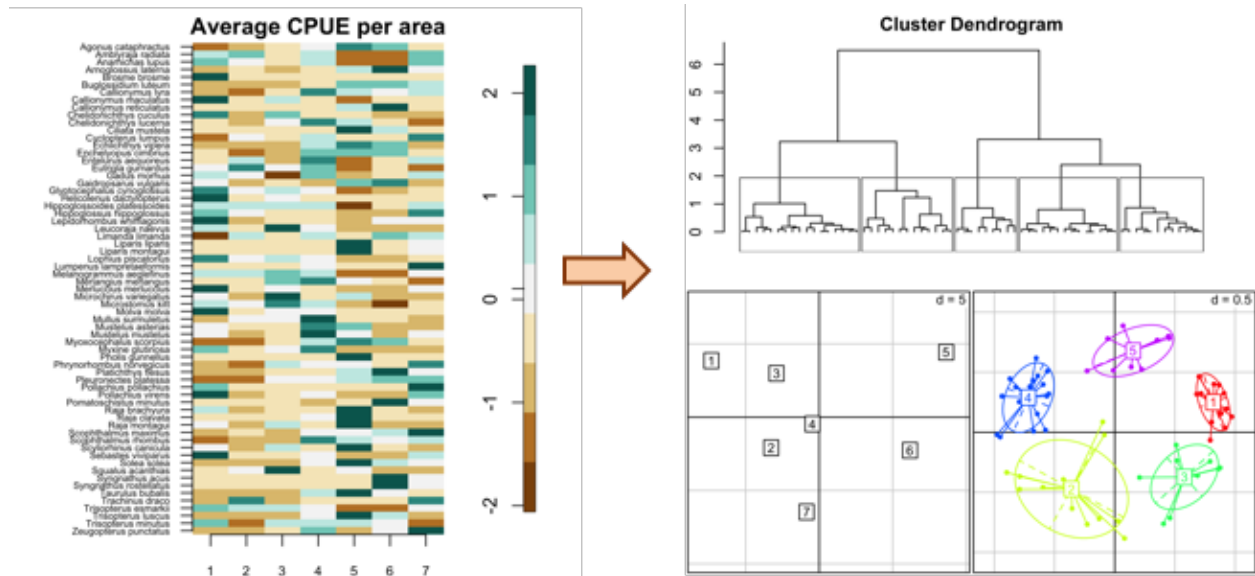 Average CPUE per area
Agonus cataphractus
Amblyraja radiata
Anarhichas lupus
Arnoglossus laterna
Brosme brosme
Buglossidium luteum
Callionymus lyra
Callionymus maculatus
Callionymus reticulatus
Chelidonichthys cuculus
Chelidonichthys lucerna
Ciliata mustela
Cyclopterus lumpus
Echiichthys vipera
Enchelyopus cimbrius
Entelurus aequoreus
Eutrigla gurnardus
Gadus morhua
Gaidropsarus vulgaris
Glyptocephalus cynoglossus
Helicolenus dactylopterus
Hippoglossoides platessoides
Hippoglossus hippoglossus
Lepidorhombus whiffiagonis
Leucoraja naevus
Limanda limanda
Liparis liparis
Liparis montagui
Lophius piscatorius
Lumpenus lampretaeformis
Melanogrammus aeglefinus
Merlangius merlangus
Merluccius merluccius
Microchirus variegatus
Microstomus kitt
Molva molva
Mullus surmuletus
Mustelus asterias
Mustelus mustelus
Myoxocephalus scorpius
Myxine glutinosa
Pholis gunnellus
Phrynorhombus norvegicus
Platichthys flesus
Pleuronectes platessa
Pollachius pollachius
Pollachius virens
Pomatoschistus minutus
Raja brachyura
Raja clavata
Raja montagui
Scophthalmus maximus
Scophthalmus rhombus
Scyliorhinus canicula
Sebastes viviparus
Solea solea
Squalus acanthias
Syngnathus acus
Syngnathus rostellatus
Taurulus bubalis
Trachinus draco
Trisopterus esmarkii
Trisopterus luscus
Trisopterus minutus
Zeugopterus punctatus
1 2 3 4 5 6 7
2
1
0
-1
-2
Cluster Dendrogram
6
5
4
3
2
1
0
d = 5
1
3
5
4
2
6
7
d = 0.5
5
4
1
2
3